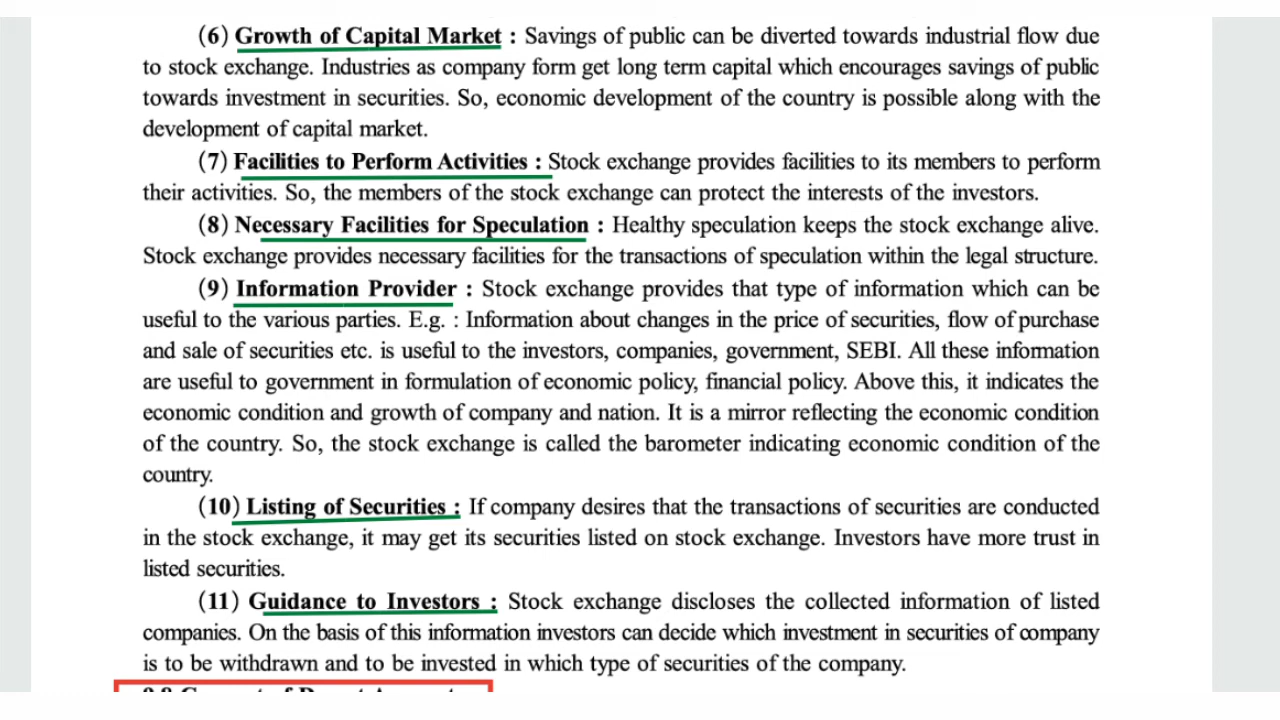 (6) Growth of Capital Market : Savings of public can be diverted towards industrial flow due
to stock exchange. Industries as company form get long term capital which encourages savings of public
towards investment in securities. So, economic development of the country is possible along with the
development of capital market.
(7) Facilities to Perform Activities : Stock exchange provides facilities to its members to perform
their activities. So, the members of the stock exchange can protect the interests of the investors.
(8) Necessary Facilities for Speculation : Healthy speculation keeps the stock exchange alive.
Stock exchange provides necessary facilities for the transactions of speculation within the legal structure.
(9) Information Provider : Stock exchange provides that type of information which can be
useful to the various parties. E.g. : Information about changes in the price of securities, flow of purchase
and sale of securities etc. is useful to the investors, companies, government, SEBI. All these information
are useful to government in formulation of economic policy, financial policy. Above this, it indicates the
economic condition and growth of company and nation. It is a mirror reflecting the economic condition
of the country. So, the stock exchange is called the barometer indicating economic condition of the
country.
(10) Listing of Securities : If company desires that the transactions of securities are conducted
in the stock exchange, it may get its securities listed on stock exchange. Investors have more trust in
listed securities.
(11) Guidance to Investors : Stock exchange discloses the collected information of listed
companies. On the basis of this information investors can decide which investment in securities of company
is to be withdrawn and to be invested in which type of securities of the company.